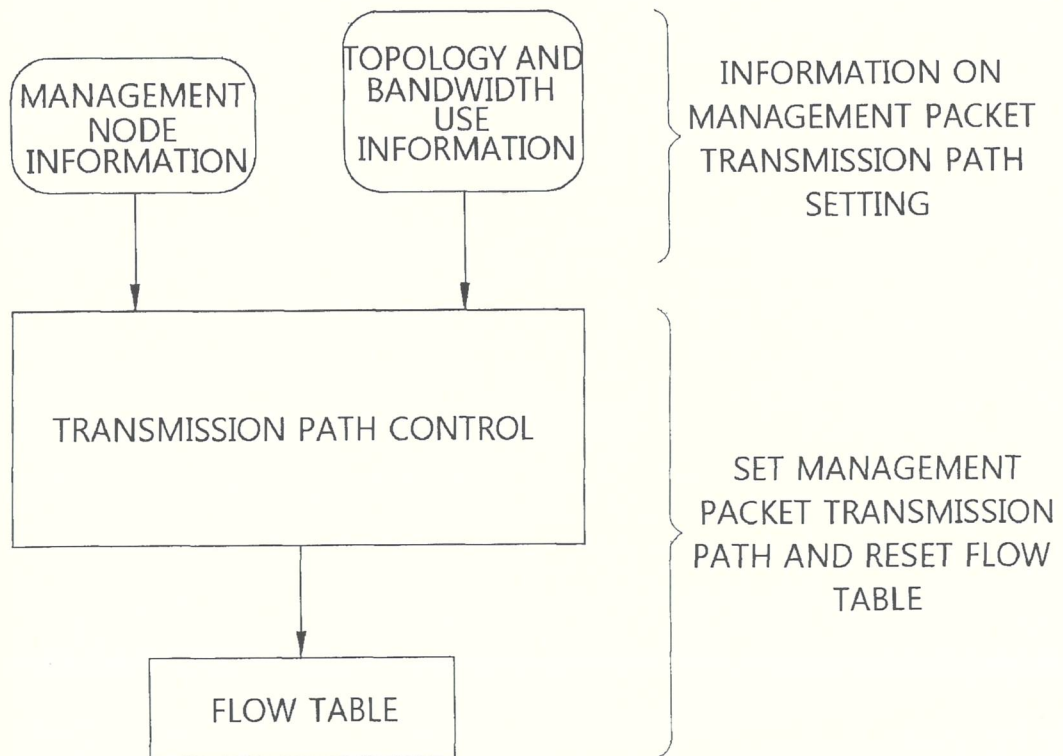 MANAGEMENT
NODE
INFORMATION
TOPOLOGY AND
BANDWIDTH
USE
INFORMATION
INFORMATION ON
MANAGEMENT PACKET
TRANSMISSION PATH
SETTING
TRANSMISSION PATH CONTROL
SET MANAGEMENT
PACKET TRANSMISSION
PATH AND RESET FLOW
TABLE
FLOW TABLE